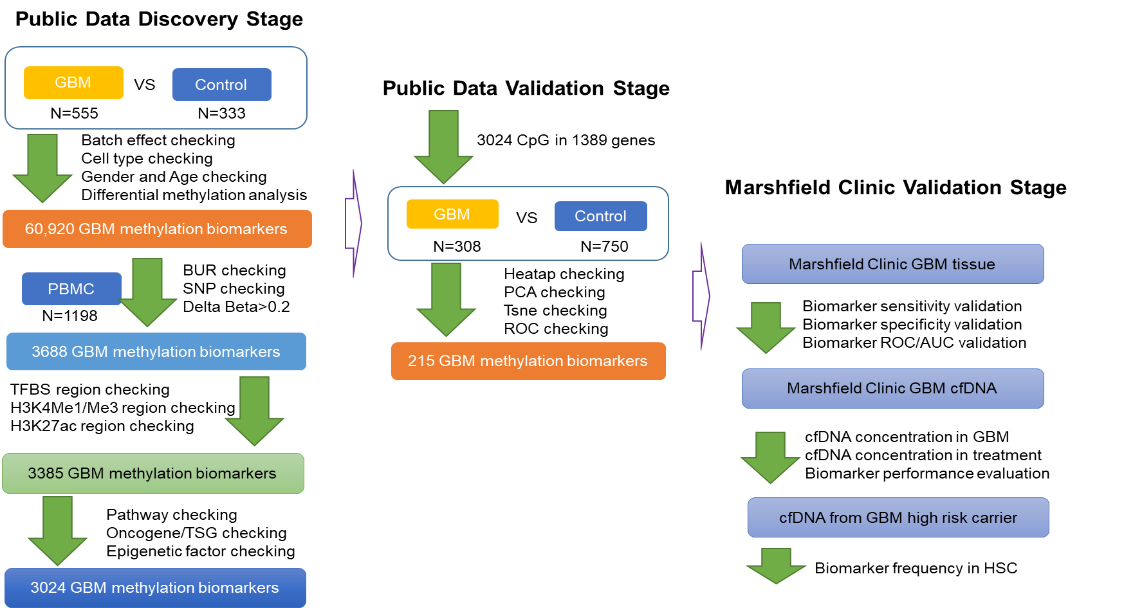 Public Data Discovery Stage
GBM
VS
Control
N=555
N=333
Batch effect checking
Cell type checking
Gender and Age checking
Differential methylation analysis
60,920 GBM methylation biomarkers
PBMC
N=1198
BUR checking
SNP checking
Delta Beta>0.2
3688 GBM methylation biomarkers
TFBS region checking
H3K4Me1/Me3 region checking
H3K27ac region checking
3385 GBM methylation biomarkers
Pathway checking
Oncogene/TSG checking
Epigenetic factor checking
3024 GBM methylation biomarkers
Public Data Validation Stage
3024 CpG in 1389 genes
GBM
VS
Control
N=308
N=750
Heatap checking
PCA checking
Tsne checking
ROC checking
215 GBM methylation biomarkers
Marshfield Clinic Validation Stage
Marshfield Clinic GBM tissue
Biomarker sensitivity validation
Biomarker specificity validation
Biomarker ROC/AUC validation
Marshfield Clinic GBM cfDNA
cfDNA concentration in GBM
cfDNA concentration in treatment
Biomarker performance evaluation
cfDNA from GBM high risk carrier
Biomarker frequency in HSC